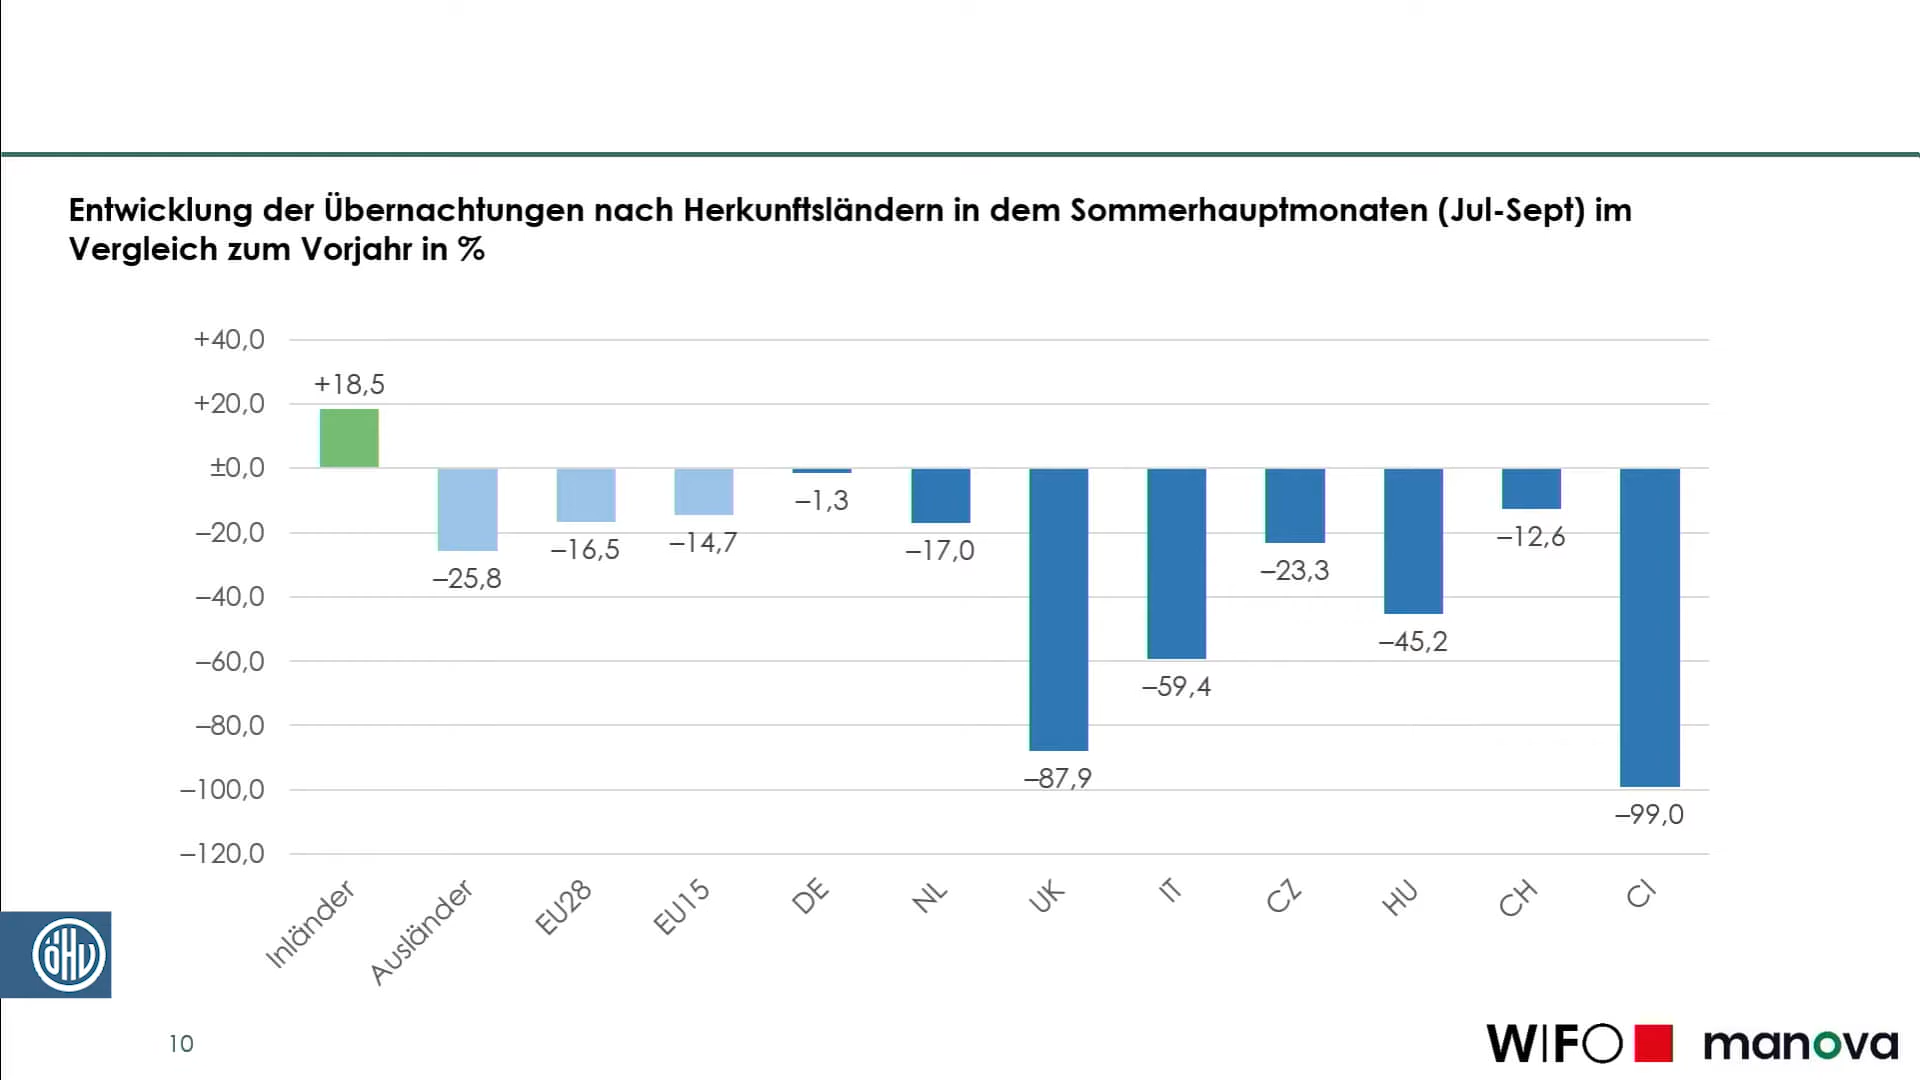 Entwicklung der Übernachtungen nach Herkunftsländern in dem Sommerhauptmonaten (Jul-Sept) im
Vergleich zum Vorjahr in %
+40,0
+20,0
±0,0
–20,0
–40,0
–60,0
–80,0
–100,0
–120,0
+18,5
–25,8
–16,5
–14,7
–1,3
–17,0
–87,9
–59,4
–23,3
–45,2
–12,6
–99,0
Inländer
Ausländer
EU28
EU15
DE
NL
UK
IT
CZ
HU
CH
CI
ÖHV
10
WIFO
manova